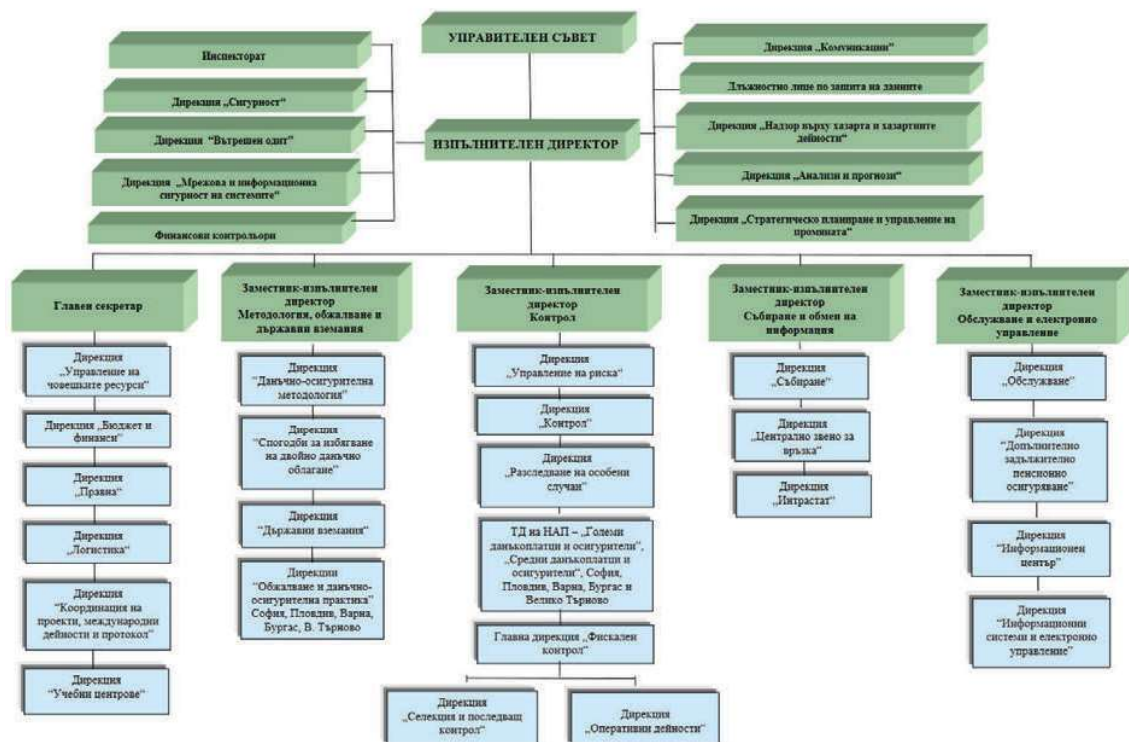 УПРАВИТЕЛЕН СЪВЕТ
Инспекторат
Дирекция „Сигурност“
Дирекция “Вътрешен одит”
Дирекция „Мрежова и информационна
сигурност на системите“
Финансови контрольори
ИЗПЪЛНИТЕЛЕН ДИРЕКТОР
Дирекция „Комуникации“
Длъжностно лице по защита на данните
Дирекция „Надзор върху хазарта и хазартните
дейности“
Дирекция „Анализи и прогнози“
Дирекция „Стратегическо планиране и управление на
промяната“
Главен секретар
Дирекция
„Управление на
човешките ресурси“
Дирекция „Бюджет и
финанси“
Дирекция
„Правна“
Дирекция
„Логистика“
Дирекция
“Координация на
проекти, международни
дейности и протокол”
Дирекция
“Учебни центрове”
Заместник-изпълнителен
директор
Методология, обжалване и
държавни вземания
Дирекция
“Данъчно-осигурителна
методология”
Дирекция
“Спогодби за избягване
на двойно данъчно
облагане”
Дирекция
“Държавни вземания”
Дирекции
“Обжалване и данъчно-
осигурителна практика”
София, Пловдив, Варна,
Бургас, В. Търново
Заместник-изпълнителен
директор
Контрол
Дирекция
„Управление на риска“
Дирекция
„Контрол“
Дирекция
„Разследване на особени
случаи“
ТД на НАП – „Големи
данъкоплатци и осигурители“,
„Средни данъкоплатци и
осигурители“, София,
Пловдив, Варна, Бургас и
Велико Търново
Главна дирекция „Фискален
контрол“
Дирекция
„Селекция и последващ
контрол“
Дирекция
„Оперативни дейности“
Заместник-изпълнителен
директор
Събиране и обмен на
информация
Дирекция
„Събиране“
Дирекция
„Централно звено за
връзка“
Дирекция
„Интрастат“
Заместник-изпълнителен
директор
Обслужване и електронно
управление
Дирекция
„Обслужване“
Дирекция
“Допълнително
задължително
пенсионно
осигуряване”
Дирекция
“Информационен
център”
Дирекция
“Информационни
системи и електронно
управление”